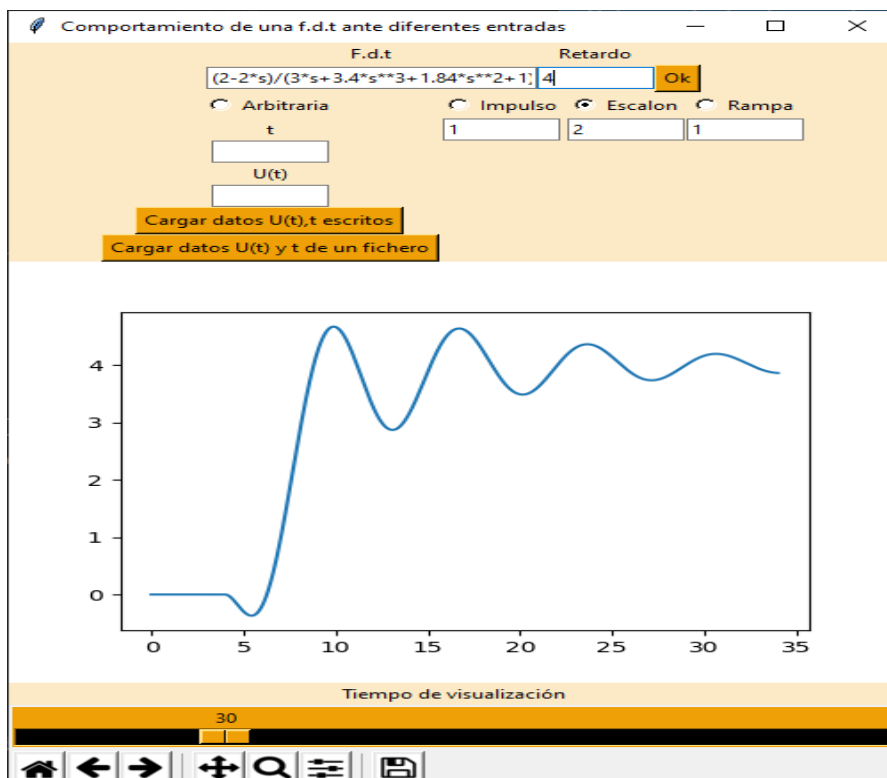 Comportamiento de una f.d.t ante diferentes entradas
F.d.t Retardo
(2-2*s)/(3*s+3.4*s**3+1.84*s**2+1) 4 Ok
Arbitraria Impulso Escalon Rampa
t 1 2 1
U(t)
Cargar datos U(t),t escritos
Cargar datos U(t) y t de un fichero
4
3
2
1
0
0 5 10 15 20 25 30 35
Tiempo de visualización
30